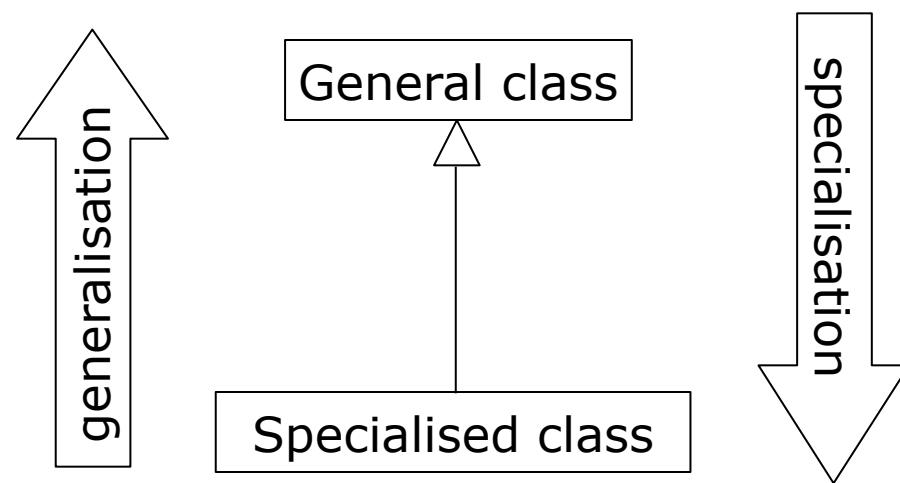 generalisation
General class
Specialised class
specialisation